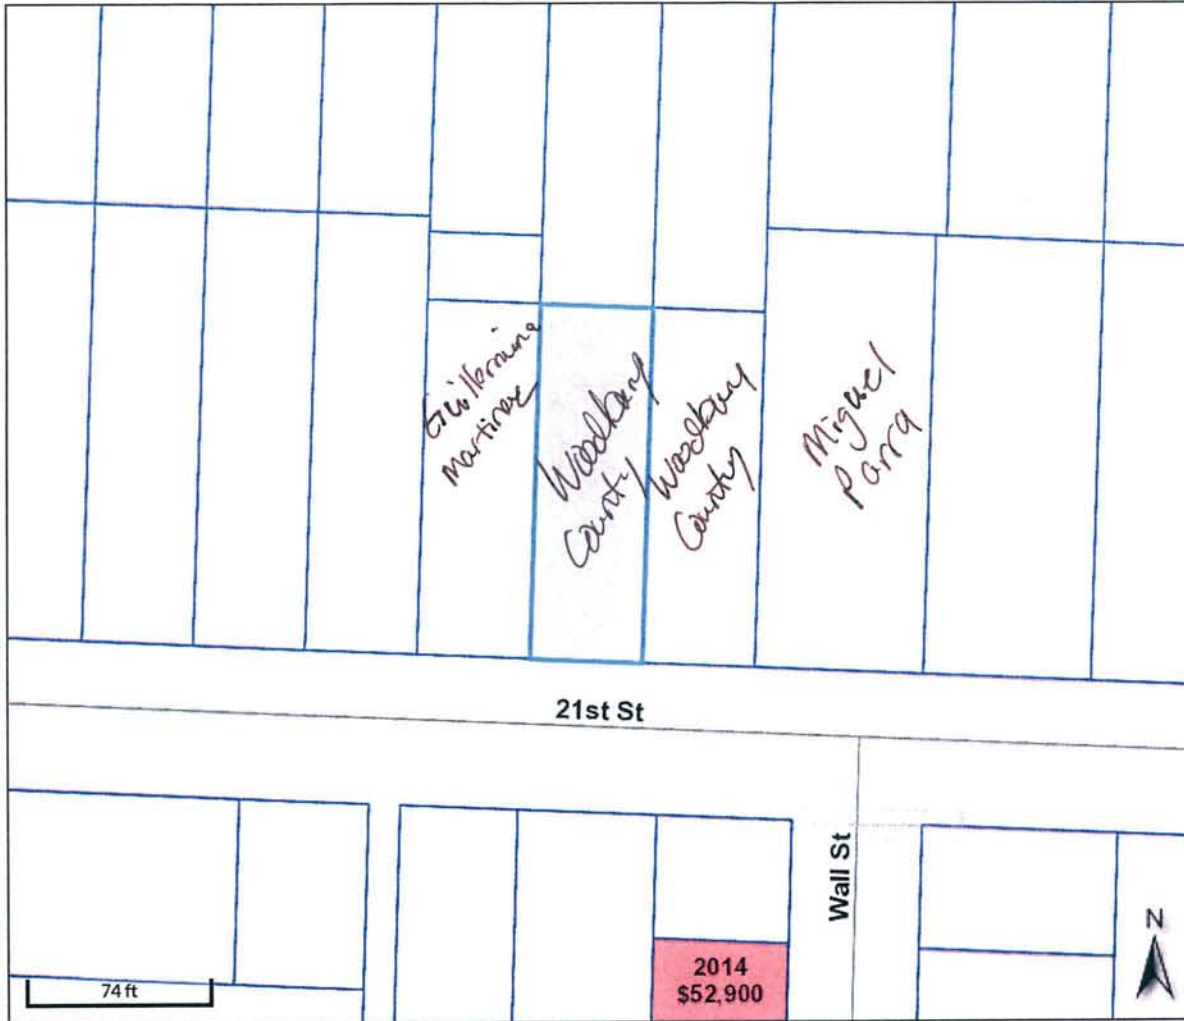 Guillermina
Martinez
Woodbury
County
Woodbury
County
Miguel
Parra
21st St
Wall St
2014
$52,900
74 ft
N